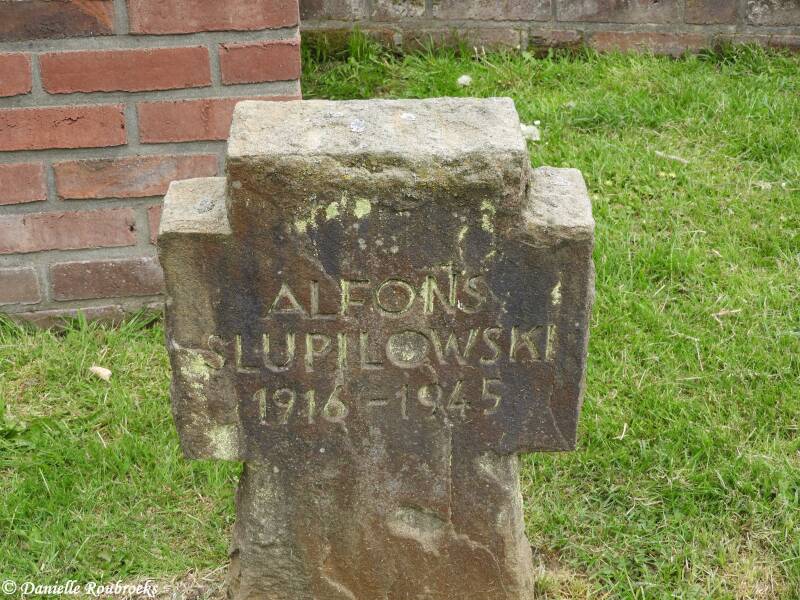 ALFONS
SLUPILOWSKI
1916-1945
© Danielle Roubroeks